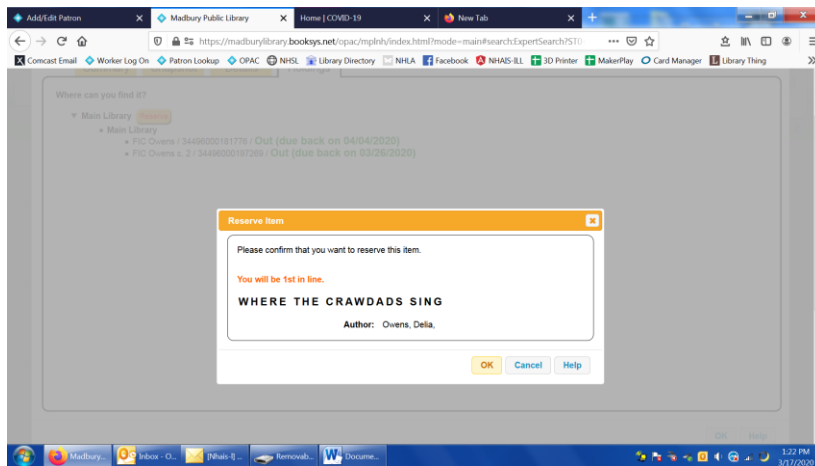 Add/Edit Patron
Madbury Public Library
Home | COVID-19
New Tab
https://madburylibrary.booksys.net/opac/mplnh/index.html?mode=main#search:ExpertSearch?ST0
Comcast Email Worker Log On Patron Lookup OPAC NHSL Library Directory NHLA Facebook NHAIS-ILL 3D Printer MakerPlay Card Manager Library Thing
Where can you find it?
Main Library Reserve
Main Library
FIC Owens / 34496000181776 / Out (due back on 04/04/2020)
FIC Owens c. 2 / 34496000197269 / Out (due back on 03/26/2020)
Reserve Item
Please confirm that you want to reserve this item.
You will be 1st in line.
WHERE THE CRAWDADS SING
Author: Owens, Delia,
OK Cancel Help
OK Help
Madbury... Inbox - O... [Nhais-l] ... Removab... Docume...
1:22 PM
3/17/2020